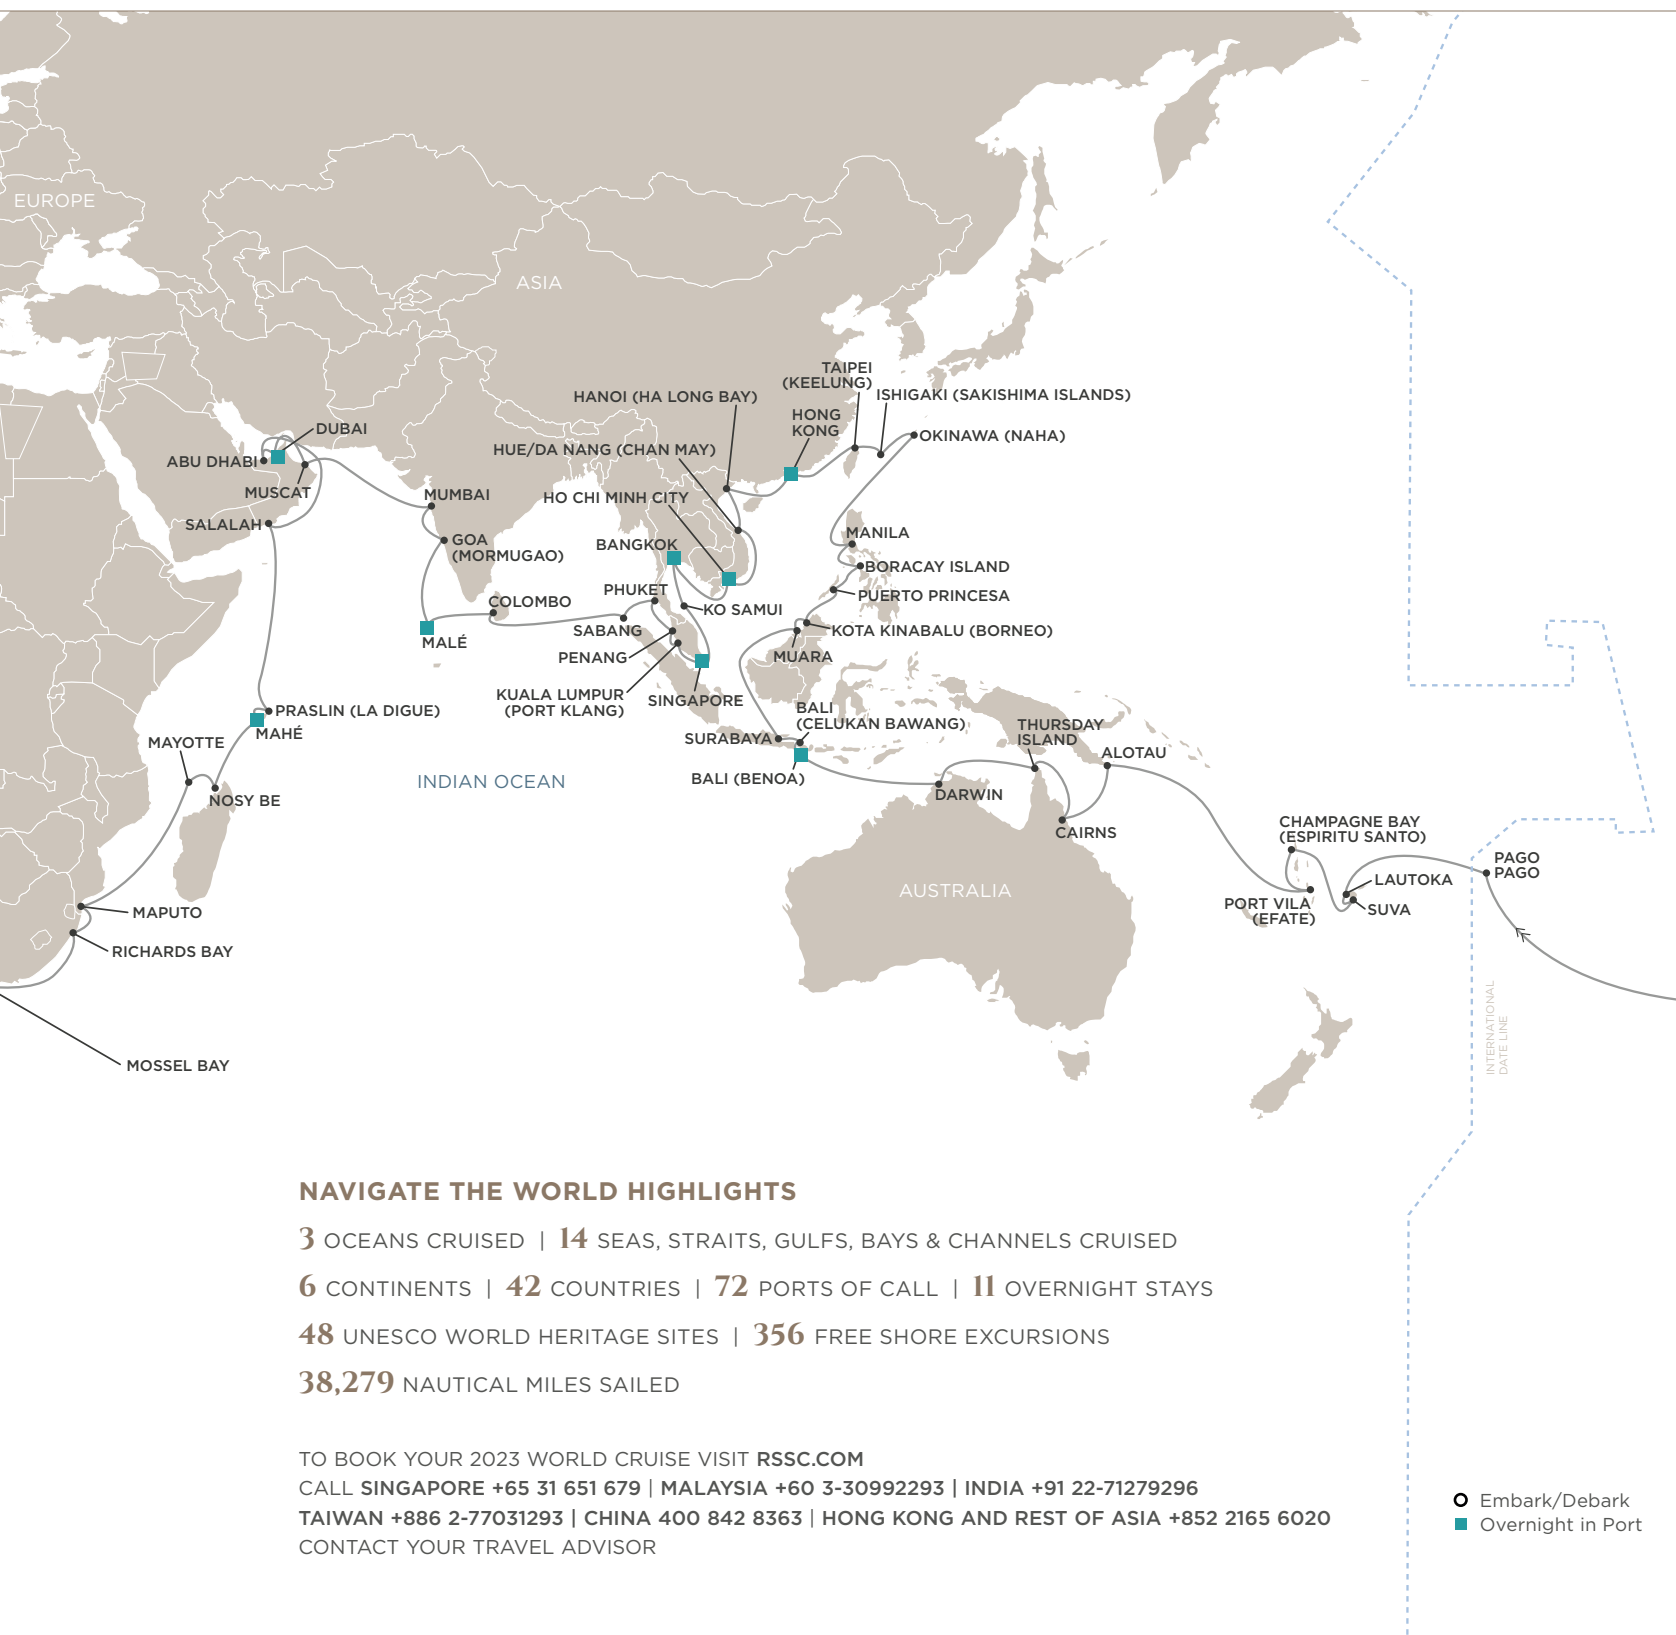 EUROPE
ASIA
TAIPEI
(KEELUNG)
HANOI (HA LONG BAY)
ISHIGAKI (SAKISHIMA ISLANDS)
HONG
KONG
DUBAI
OKINAWA (NAHA)
HUE/DA NANG (CHAN MAY)
ABU DHABI
MUSCAT
MUMBAI
HO CHI MINH CITY
SALALAH
MANILA
GOA
(MORMUGAO)
BANGKOK
BORACAY ISLAND
PHUKET
PUERTO PRINCESA
COLOMBO
KO SAMUI
SABANG
KOTA KINABALU (BORNEO)
MALÉ
PENANG
MUARA
KUALA LUMPUR
(PORT KLANG)
SINGAPORE
PRASLIN (LA DIGUE)
BALI
(CELUKAN BAWANG)
THURSDAY
ISLAND
MAHÉ
SURABAYA
MAYOTTE
ALOTAU
BALI (BENOA)
INDIAN OCEAN
DARWIN
NOSY BE
CAIRNS
CHAMPAGNE BAY
(ESPIRITU SANTO)
PAGO
PAGO
LAUTOKA
AUSTRALIA
PORT VILA
(EFATE)
SUVA
MAPUTO
RICHARDS BAY
INTERNATIONAL
DATE LINE
MOSSEL BAY
NAVIGATE THE WORLD HIGHLIGHTS
3 OCEANS CRUISED | 14 SEAS, STRAITS, GULFS, BAYS & CHANNELS CRUISED
6 CONTINENTS | 42 COUNTRIES | 72 PORTS OF CALL | 11 OVERNIGHT STAYS
48 UNESCO WORLD HERITAGE SITES | 356 FREE SHORE EXCURSIONS
38,279 NAUTICAL MILES SAILED
TO BOOK YOUR 2023 WORLD CRUISE VISIT RSSC.COM
CALL SINGAPORE +65 31 651 679 | MALAYSIA +60 3-30992293 | INDIA +91 22-71279296
TAIWAN +886 2-77031293 | CHINA 400 842 8363 | HONG KONG AND REST OF ASIA +852 2165 6020
CONTACT YOUR TRAVEL ADVISOR
Embark/Debark
Overnight in Port